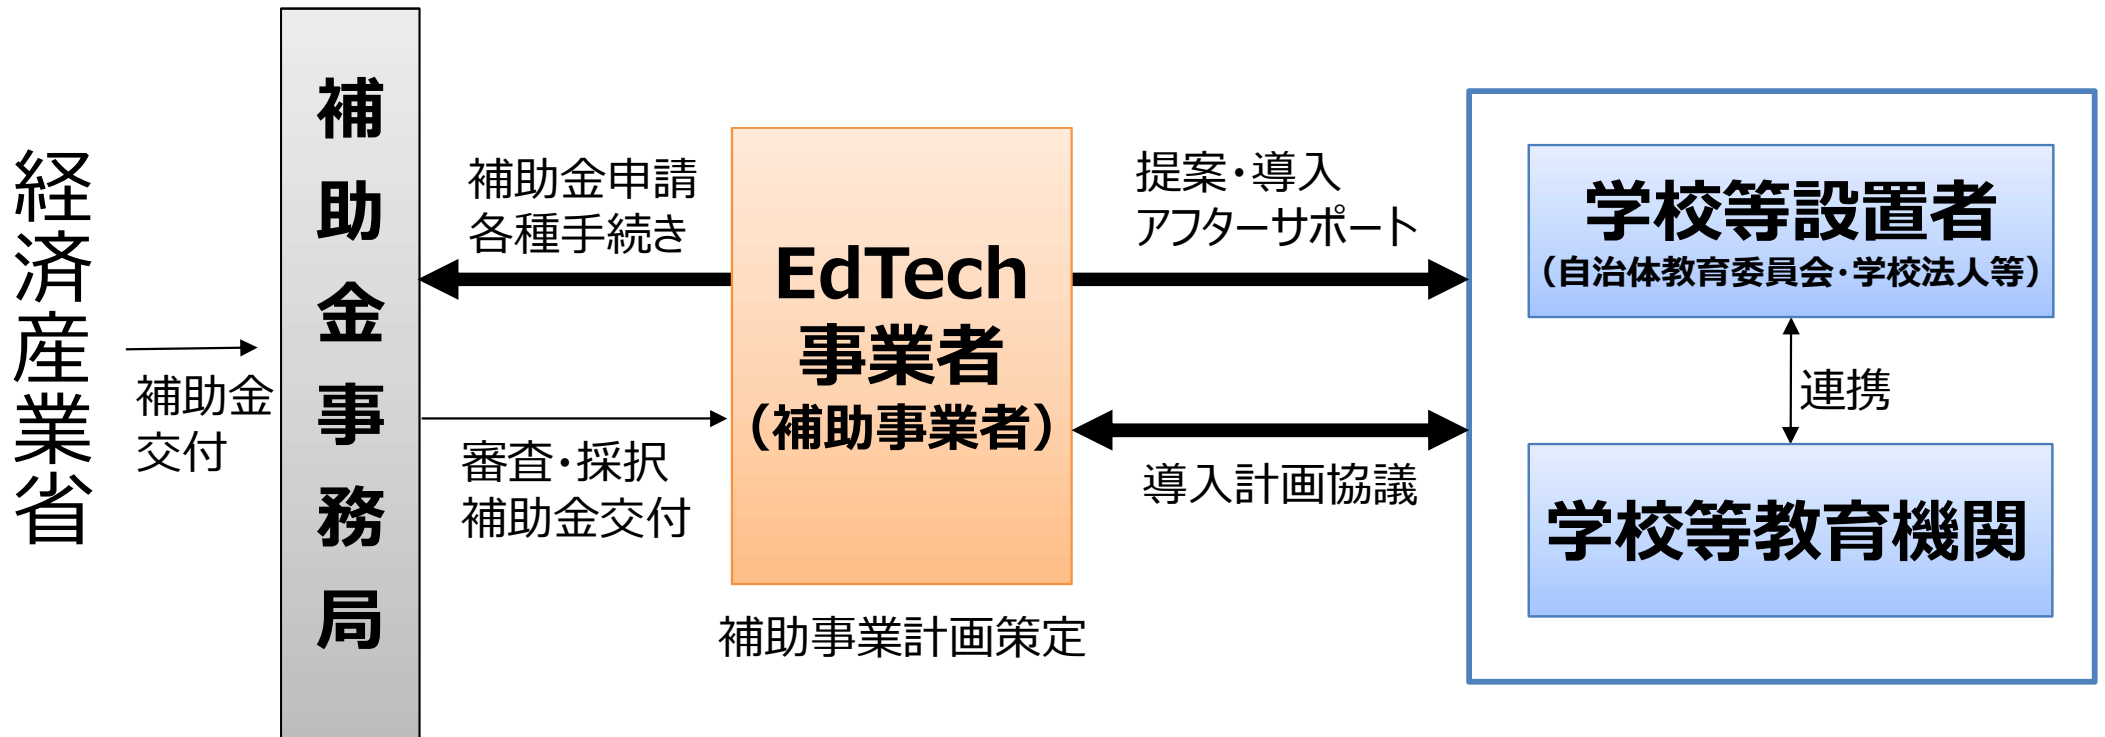 経済産業省
補助金
交付
補助金事務局
補助金申請
各種手続き
審査・採択
補助金交付
EdTech
事業者
（補助事業者）
補助事業計画策定
提案・導入
アフターサポート
導入計画協議
学校等設置者
（自治体教育委員会・学校法人等）
連携
学校等教育機関